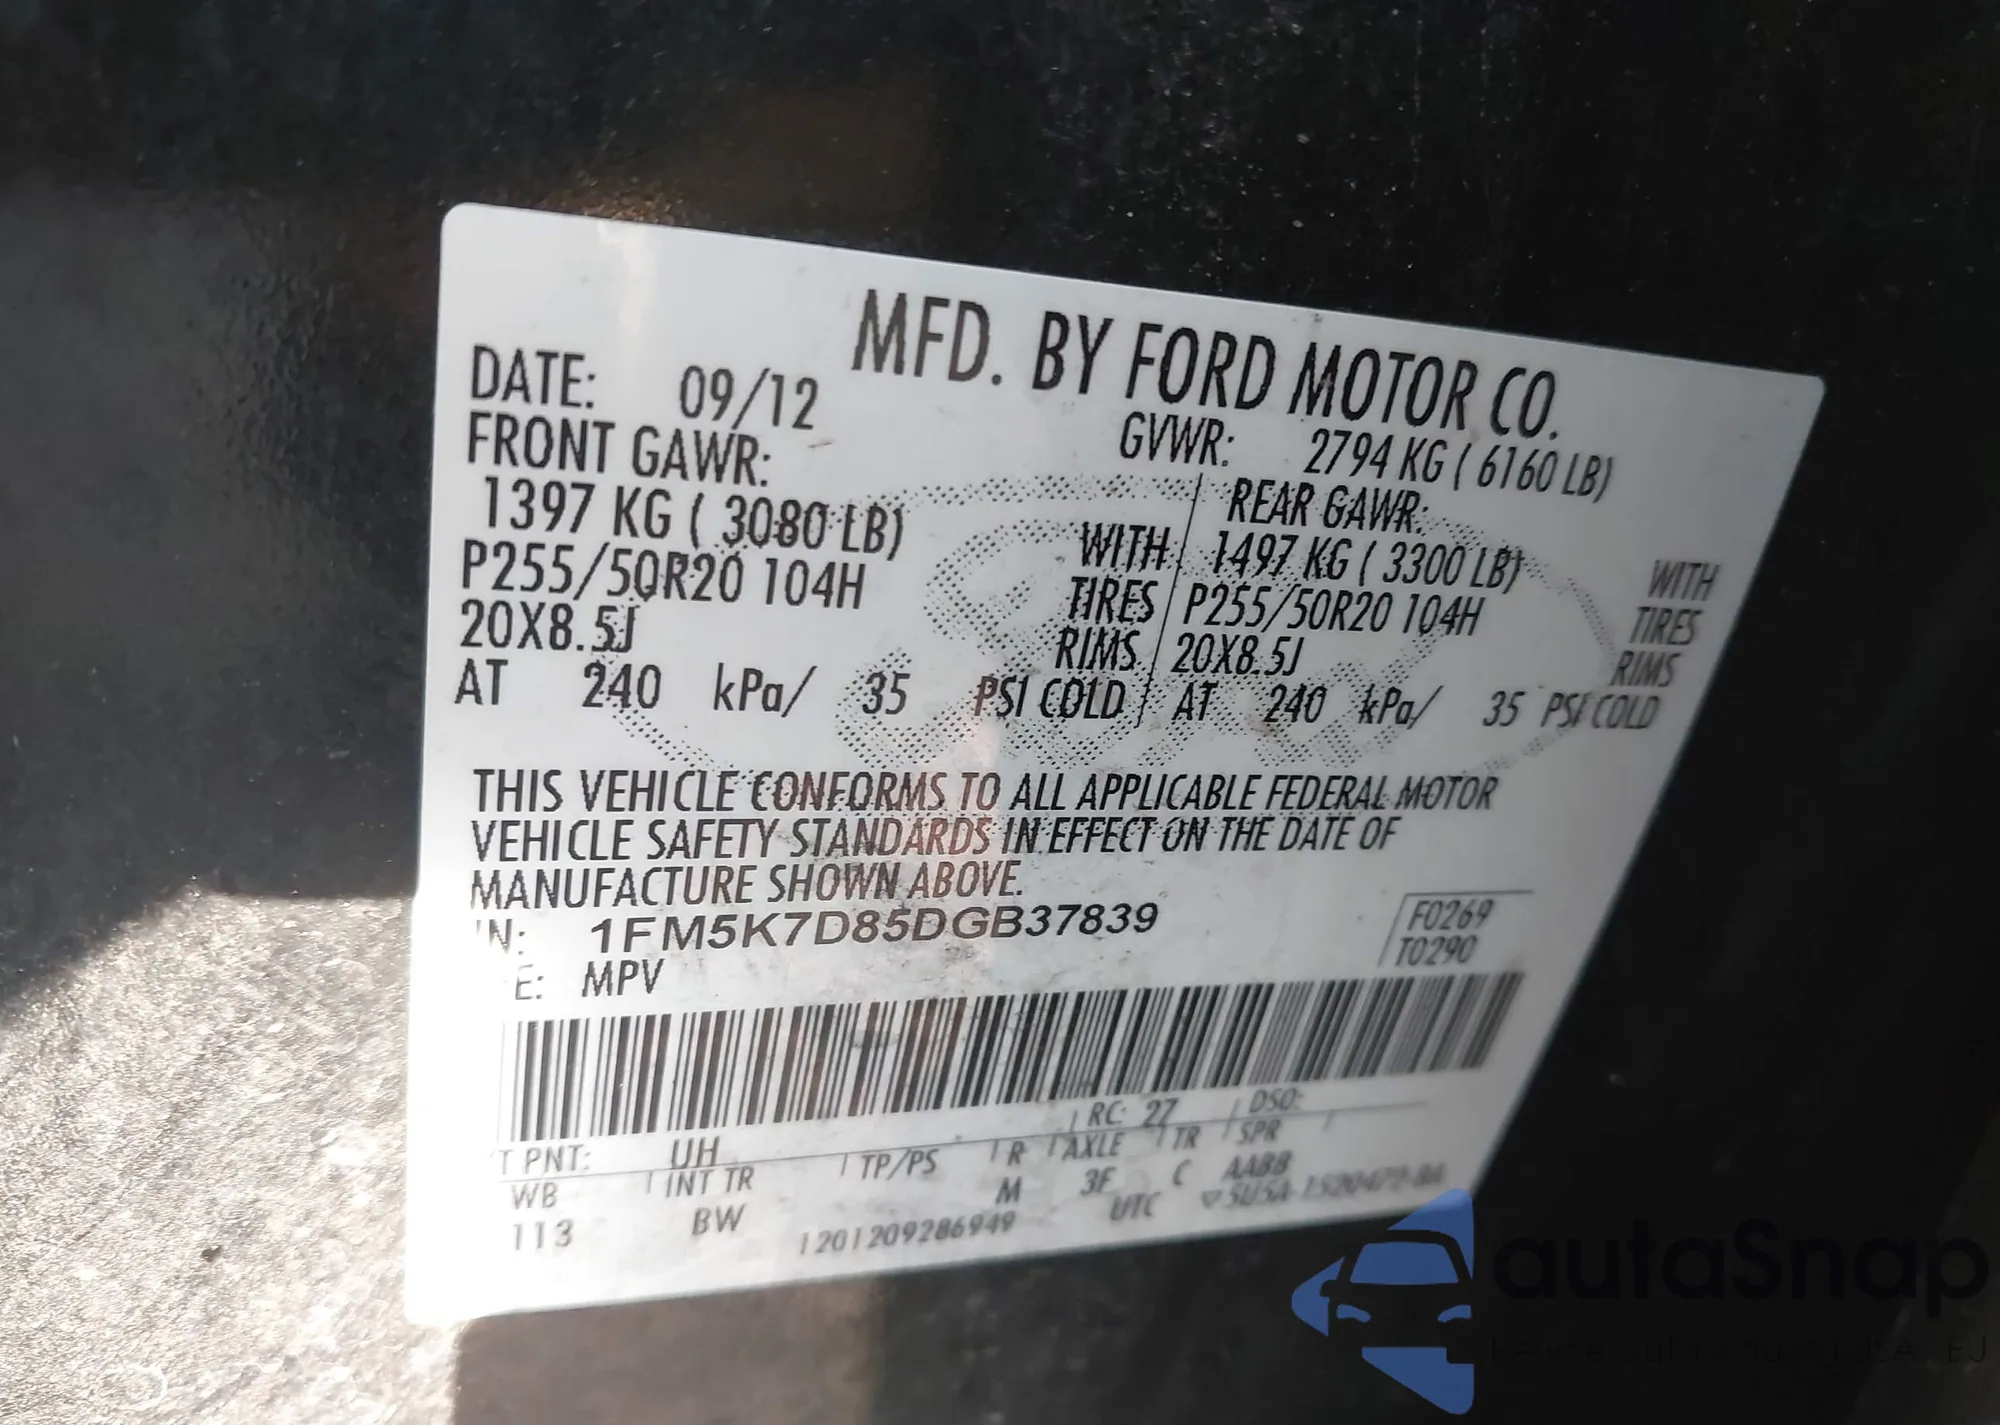 MFD. BY FORD MOTOR CO.
DATE: 09/12
GVWR: 2794 KG ( 6160 LB)
FRONT GAWR:
REAR GAWR:
1397 KG ( 3080 LB) WITH
1497 KG ( 3300 LB) WITH
P255/50R20 104H TIRES
P255/50R20 104H TIRES
20X8.5J RIMS
20X8.5J RIMS
AT 240 kPa/ 35 PSI COLD
AT 240 kPa/ 35 PSI COLD
THIS VEHICLE CONFORMS TO ALL APPLICABLE FEDERAL MOTOR
VEHICLE SAFETY STANDARDS IN EFFECT ON THE DATE OF
MANUFACTURE SHOWN ABOVE.
IN: 1FM5K7D85DGB37839
F0269
E: MPV
T0290
T PNT: UH
RC: 27 DSO:
WB INT TR TP/PS R AXLE TR SPR
113 BW M 3F C AABB
1201209286949 UTC
autaSnap